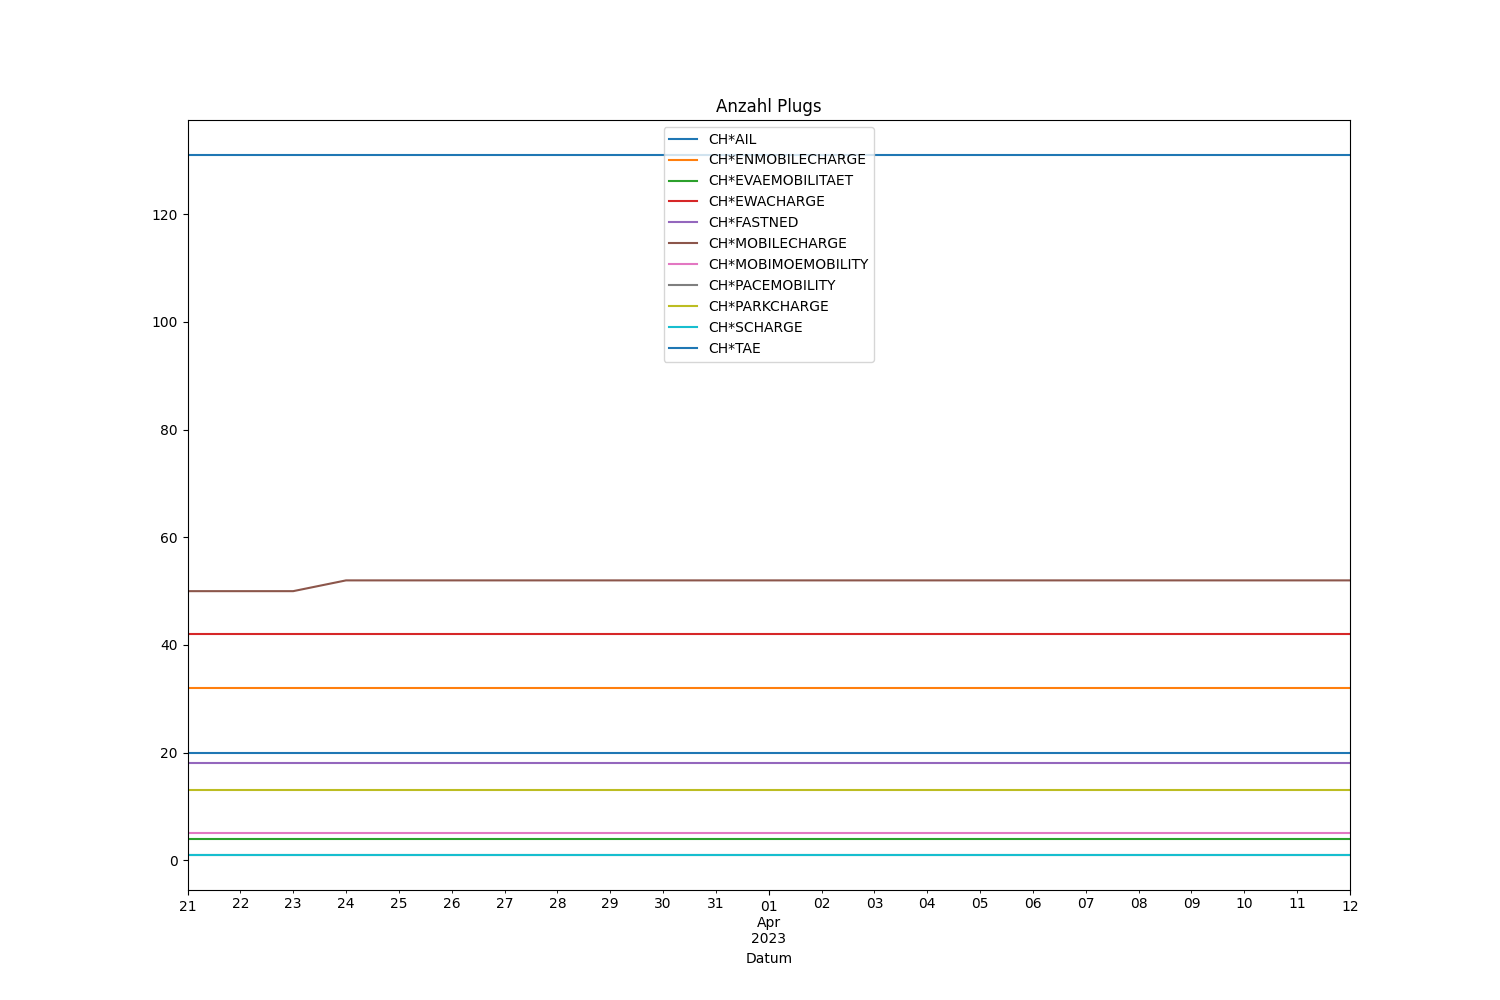 Anzahl Plugs
CH*AIL
CH*ENMOBILECHARGE
CH*EVAEMOBILITAET
CH*EWACHARGE
CH*FASTNED
CH*MOBILECHARGE
CH*MOBIMOEMOBILITY
CH*PACEMOBILITY
CH*PARKCHARGE
CH*SCHARGE
CH*TAE
120
100
80
60
40
20
0
21 22 23 24 25 26 27 28 29 30 31 01 02 03 04 05 06 07 08 09 10 11 12
Apr
2023
Datum